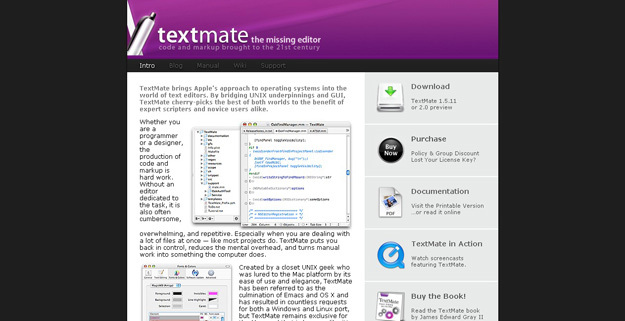 textmate the missing editor
code and markup brought to the 21st century
Intro Blog Manual Wiki Support
TextMate brings Apple's approach to operating systems into the
world of text editors. By bridging UNIX underpinnings and GUI,
TextMate cherry-picks the best of both worlds to the benefit of
expert scripters and novice users alike.
Whether you
are a
programmer
or a designer,
the
production of
code and
markup is
hard work.
Without an
editor
dedicated to
the task, it is
also often
cumbersome,
overwhelming, and repetitive. Especially when you are dealing with
a lot of files at once — like most projects do. TextMate puts you
back in control, reduces the mental overhead, and turns manual
work into something the computer does.
Created by a closet UNIX geek who
was lured to the Mac platform by its
ease of use and elegance, TextMate
has been referred to as the
culmination of Emacs and OS X and
has resulted in countless requests
for both a Windows and Linux port,
but TextMate remains exclusive for
Download
TextMate 1.5.11
or 2.0 preview
Buy
Now
Purchase
Policy & Group Discount
Lost Your License Key?
PDF
Documentation
Visit the Printable Version
...or read it online
TextMate in Action
Watch screencasts
featuring TextMate.
TextMate
Buy the Book!
Read the TextMate book
by James Edward Gray II